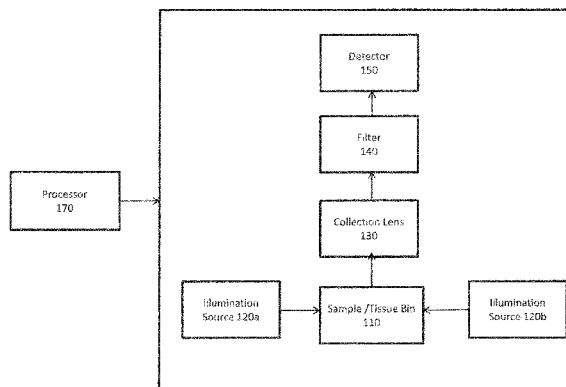 Detector
150
Filter
140
Processor
170
Collection Lens
130
Illumination
Source 120a
Sample /Tissue Bin
110
Illumination
Source 120b